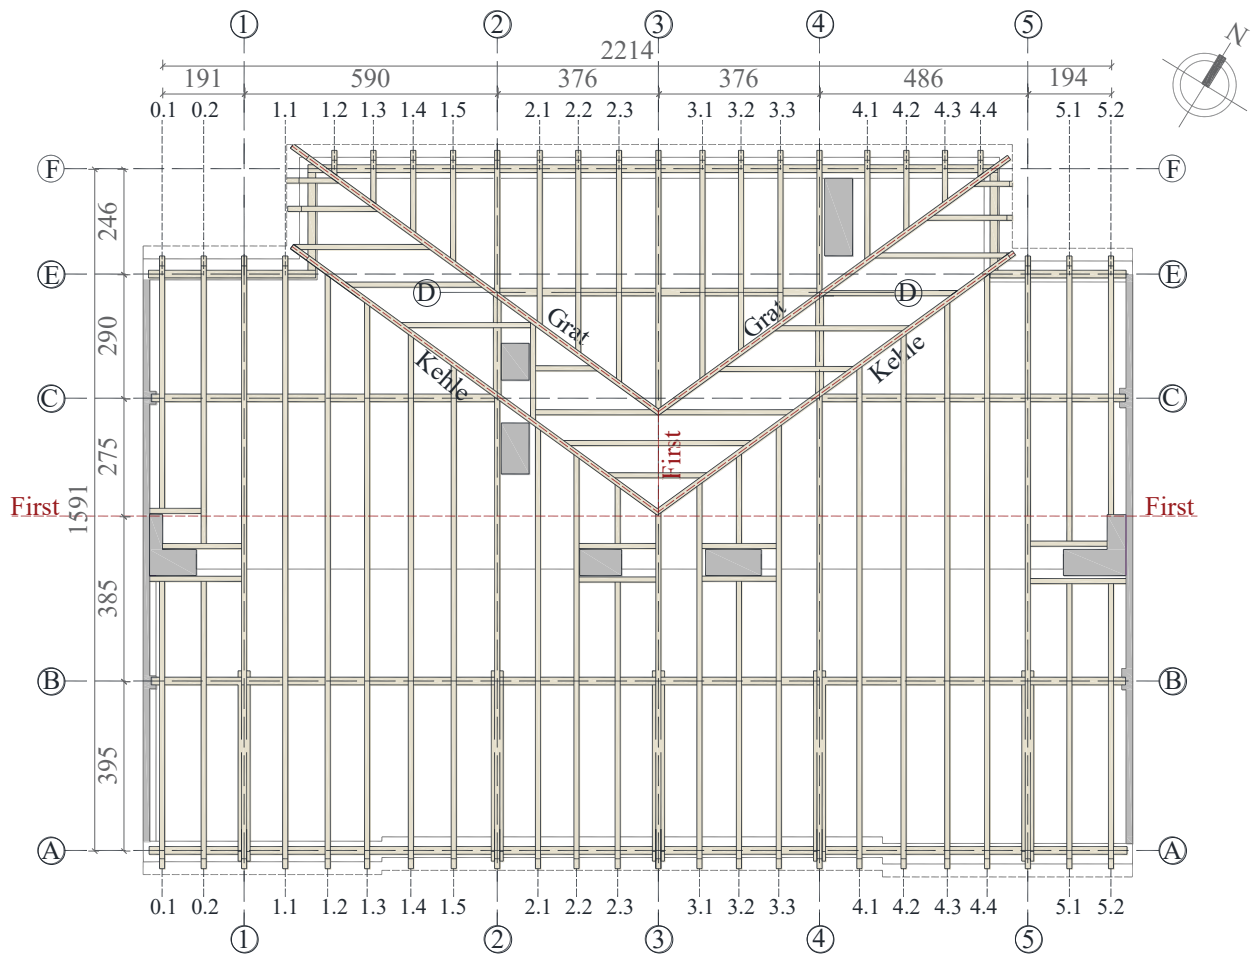 1 2 3 4 5
N
2214
191 590 376 376 486 194
0.1 0.2 1.1 1.2 1.3 1.4 1.5 2.1 2.2 2.3 3.1 3.2 3.3 4.1 4.2 4.3 4.4 5.1 5.2
F F
246
E E
D D
290
Grat Grat
Kehle Kehle
C C
275
First
First First
1591
385
B B
395
A A
0.1 0.2 1.1 1.2 1.3 1.4 1.5 2.1 2.2 2.3 3.1 3.2 3.3 4.1 4.2 4.3 4.4 5.1 5.2
1 2 3 4 5